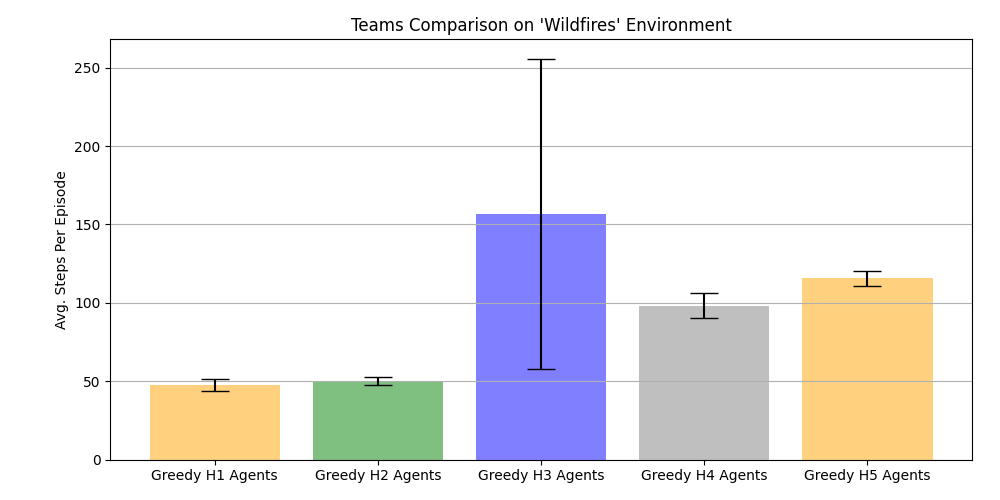 Teams Comparison on 'Wildfires' Environment
Avg. Steps Per Episode
250
200
150
100
50
0
Greedy H1 Agents
Greedy H2 Agents
Greedy H3 Agents
Greedy H4 Agents
Greedy H5 Agents